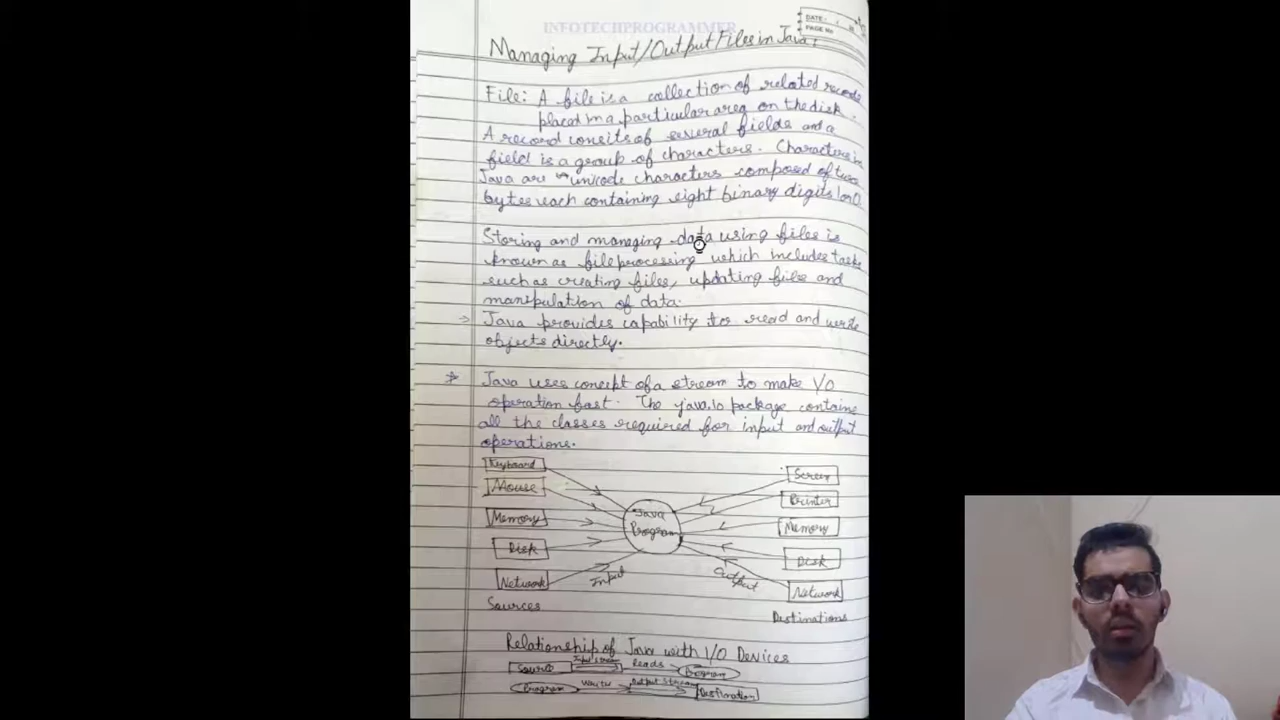 INFOTECHPROGRAMMER
DATE:
PAGE NO
Managing Input/Output Files in Java:
File: A file is a collection of related records
placed in a particular area on the disk.
A record consits of several fields and a
field is a group of characters. Characters in
Java are unicode characters composed of two
bytes each containing eight binary digits 1 or 0.
Storing and managing data using files is
known as file processing which includes tasks
such as creating files, updating files and
manipulation of data.
→ Java provides capability to read and write
objects directly.
* Java uses concept of a stream to make I/O
operation fast. The java.io package contains
all the classes required for input and output
operations.
Keyboard
Mouse
Memory
Disk
Network
Sources
Input
Java
Program
Output
Screen
Printer
Memory
Disk
Network
Destinations
Relationship of Java with I/O Devices
Source Input stream Reads Program
Program Writes Output Stream Destination